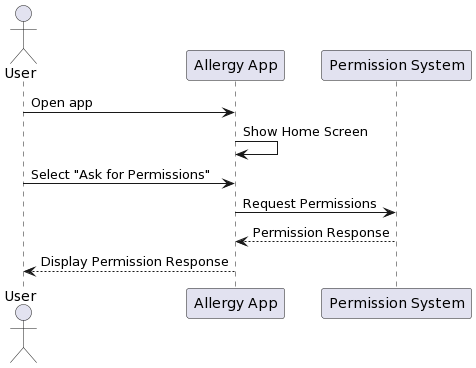 User
Allergy App
Permission System
Open app
Show Home Screen
Select "Ask for Permissions"
Request Permissions
Permission Response
Display Permission Response
User
Allergy App
Permission System